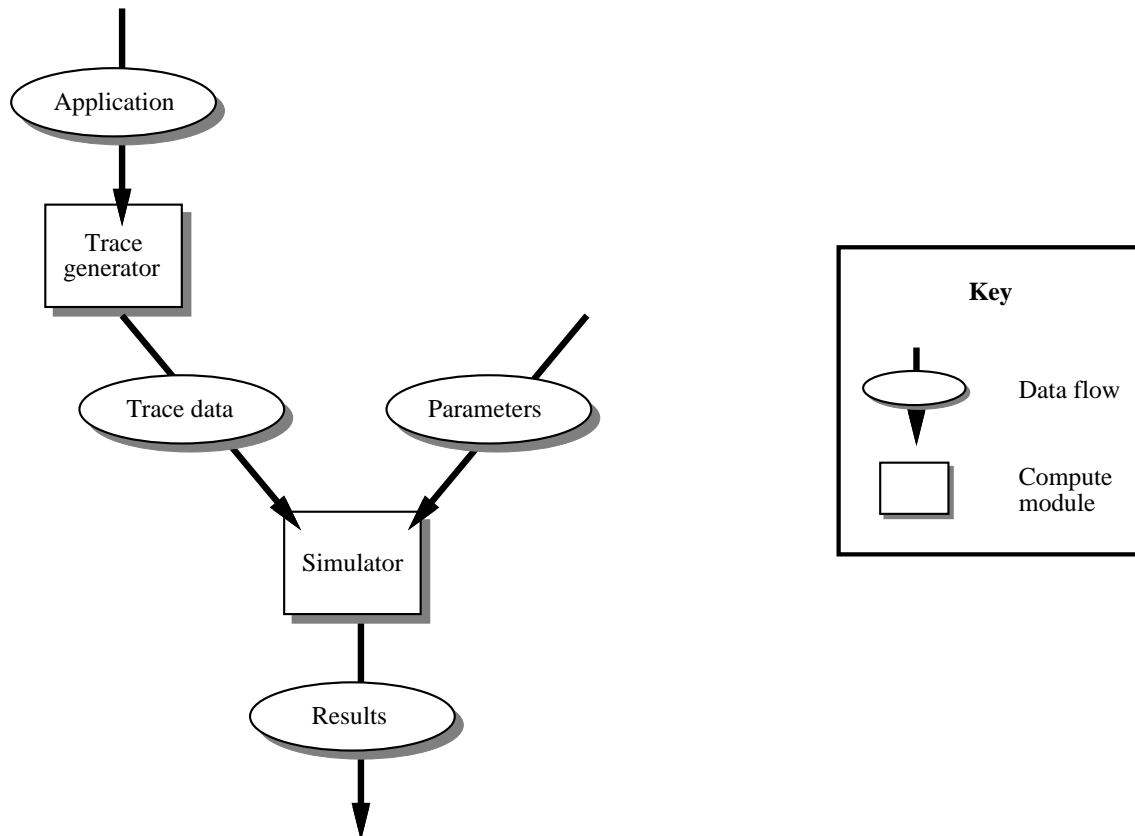 Application
Trace
generator
Trace data
Parameters
Simulator
Results
Key
Data flow
Compute
module